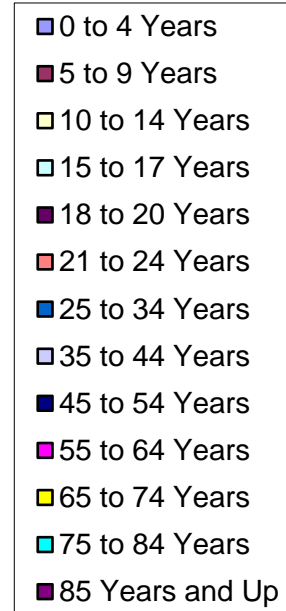 0 to 4 Years
5 to 9 Years
10 to 14 Years
15 to 17 Years
18 to 20 Years
21 to 24 Years
25 to 34 Years
35 to 44 Years
45 to 54 Years
55 to 64 Years
65 to 74 Years
75 to 84 Years
85 Years and Up